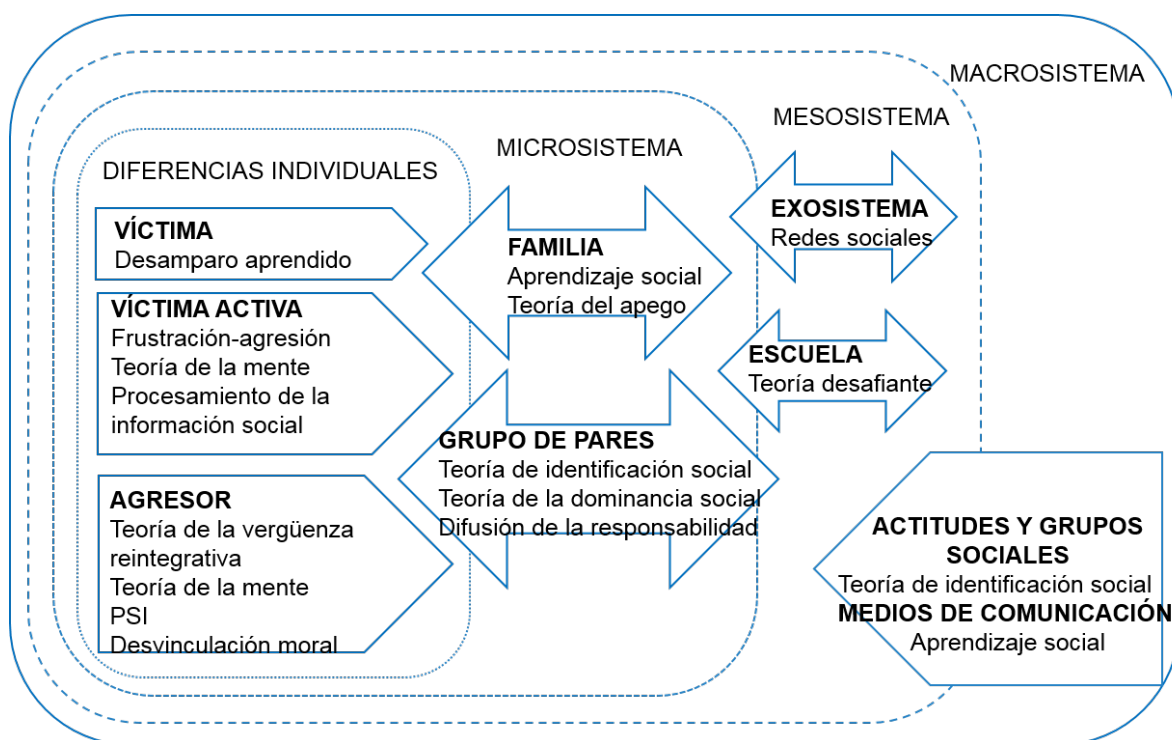 MACROSISTEMA
MESOSISTEMA
MICROSISTEMA
DIFERENCIAS INDIVIDUALES
VÍCTIMA
Desamparo aprendido
VÍCTIMA ACTIVA
Frustración-agresión
Teoría de la mente
Procesamiento de la
información social
AGRESOR
Teoría de la vergüenza
reintegrativa
Teoría de la mente
PSI
Desvinculación moral
FAMILIA
Aprendizaje social
Teoría del apego
GRUPO DE PARES
Teoría de identificación social
Teoría de la dominancia social
Difusión de la responsabilidad
EXOSISTEMA
Redes sociales
ESCUELA
Teoría desafiante
ACTITUDES Y GRUPOS
SOCIALES
Teoría de identificación social
MEDIOS DE COMUNICACIÓN
Aprendizaje social